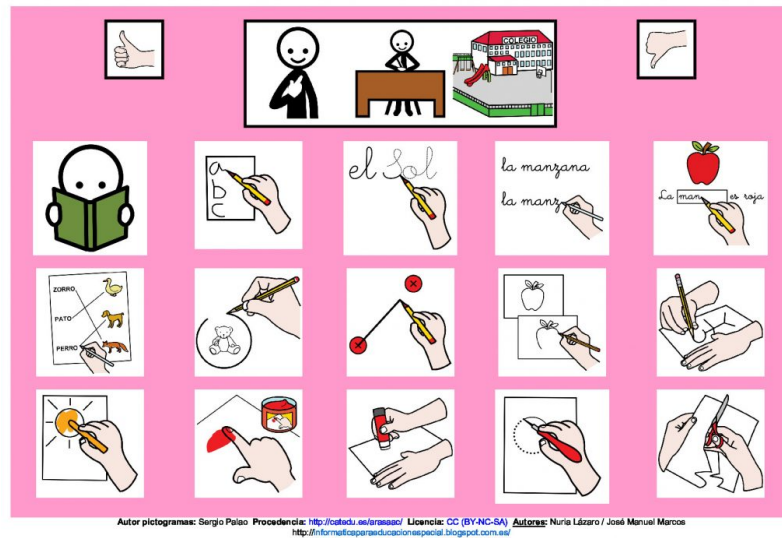 COLEGIO
a
b
c
el Sol
la manzana
la manz
La man es roja
ZORRO
PATO
PERRO
Autor pictogramas: Sergio Palao Procedencia: http://catedu.es/arasaac/ Licencia: CC (BY-NC-SA) Autores: Nuria Lázaro / José Manuel Marcos
http://informaticaparaeducacionespecial.blogspot.com.es/